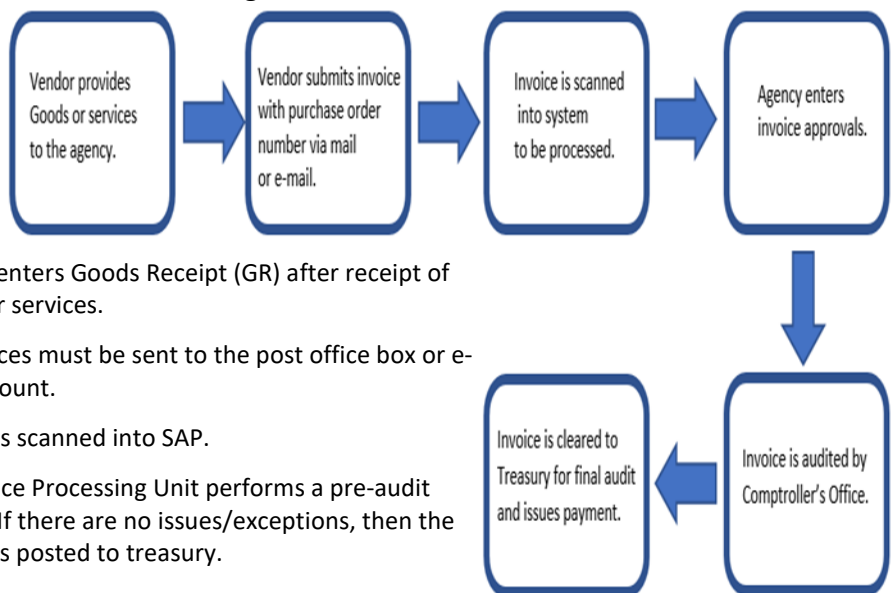 Vendor provides
Goods or services
to the agency.
Vendor submits invoice
with purchase order
number via mail
or e-mail.
Invoice is scanned
into system
to be processed.
Agency enters
invoice approvals.
enters Goods Receipt (GR) after receipt of
services.
ces must be sent to the post office box or e-
ount.
s scanned into SAP.
ce Processing Unit performs a pre-audit
If there are no issues/exceptions, then the
s posted to treasury.
Invoice is cleared to
Treasury for final audit
and issues payment.
Invoice is audited by
Comptroller's Office.